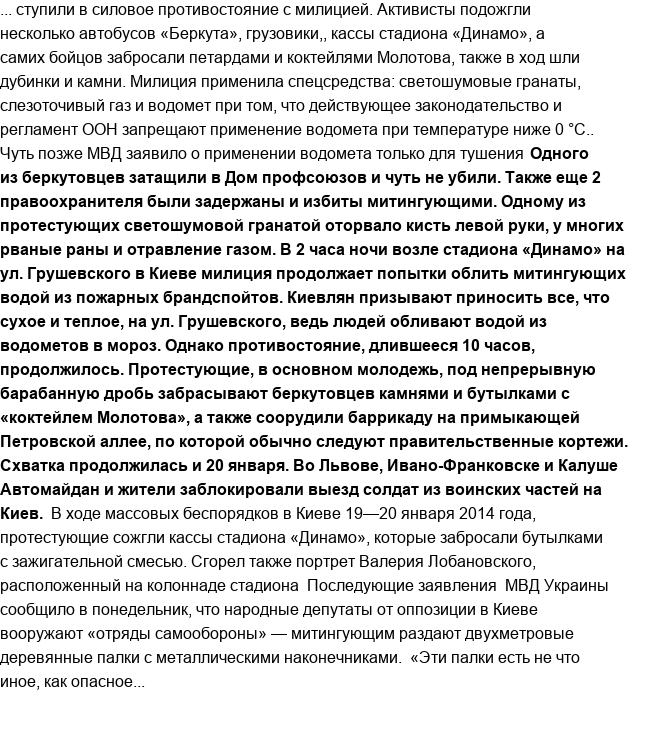 ... ступили в силовое противостояние с милицией. Активисты подожгли
несколько автобусов «Беркута», грузовики,, кассы стадиона «Динамо», а
самих бойцов забросали петардами и коктейлями Молотова, также в ход шли
дубинки и камни. Милиция применила спецсредства: светошумовые гранаты,
слезоточивый газ и водомет при том, что действующее законодательство и
регламент ООН запрещают применение водомета при температуре ниже 0 °C..
Чуть позже МВД заявило о применении водомета только для тушения Одного
из беркутовцев затащили в Дом профсоюзов и чуть не убили. Также еще 2
правоохранителя были задержаны и избиты митингующими. Одному из
протестующих светошумовой гранатой оторвало кисть левой руки, у многих
рваные раны и отравление газом. В 2 часа ночи возле стадиона «Динамо» на
ул. Грушевского в Киеве милиция продолжает попытки облить митингующих
водой из пожарных брандспойтов. Киевлян призывают приносить все, что
сухое и теплое, на ул. Грушевского, ведь людей обливают водой из
водометов в мороз. Однако противостояние, длившееся 10 часов,
продолжилось. Протестующие, в основном молодежь, под непрерывную
барабанную дробь забрасывают беркутовцев камнями и бутылками с
«коктейлем Молотова», а также соорудили баррикаду на примыкающей
Петровской аллее, по которой обычно следуют правительственные кортежи.
Схватка продолжилась и 20 января. Во Львове, Ивано-Франковске и Калуше
Автомайдан и жители заблокировали выезд солдат из воинских частей на
Киев. В ходе массовых беспорядков в Киеве 19—20 января 2014 года,
протестующие сожгли кассы стадиона «Динамо», которые забросали бутылками
с зажигательной смесью. Сгорел также портрет Валерия Лобановского,
расположенный на колоннаде стадиона Последующие заявления МВД Украины
сообщило в понедельник, что народные депутаты от оппозиции в Киеве
вооружают «отряды самообороны» — митингующим раздают двухметровые
деревянные палки с металлическими наконечниками. «Эти палки есть не что
иное, как опасное...